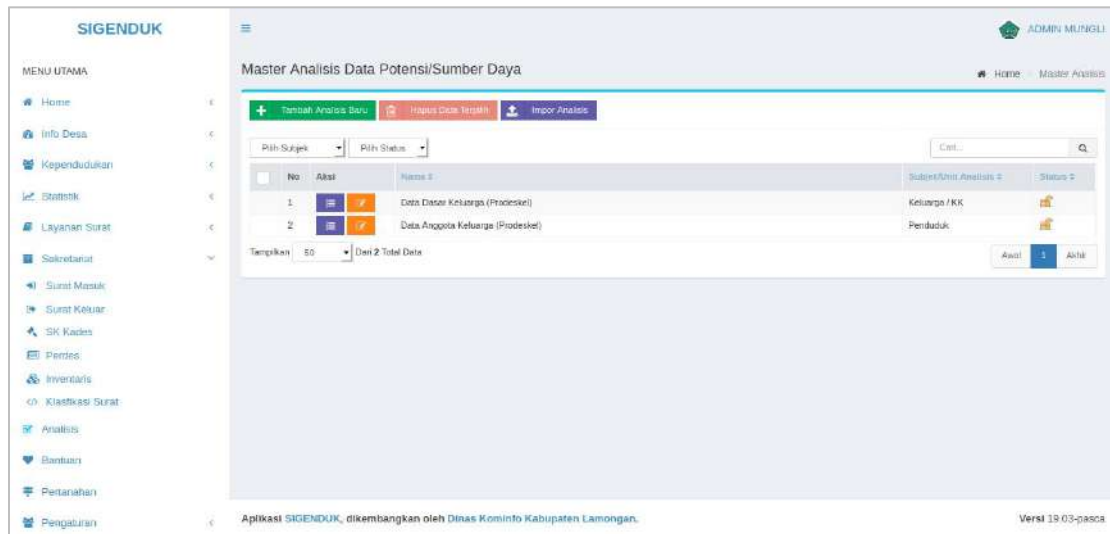 SIGENDUK
ADMIN MUNGLI
MENU UTAMA
Master Analisis Data Potensi/Sumber Daya
Home
Master Analisis
Home
Info Desa
Kependudukan
Statistik
Layanan Surat
Sekretariat
Surat Masuk
Surat Keluar
SK Kades
Perdes
Inventaris
Klasfikasi Surat
Analisis
Bantuan
Pertanahan
Pengaturan
Tambah Analisis Baru
Hapus Data Terpilih
Impor Analisis
Pilih Subjek
Pilih Status
Cari...
No Aksi Nama Subjek/Unit Analisis Status
1 Data Dasar Keluarga (Prodeskel) Keluarga / KK
2 Data Anggota Keluarga (Prodeskel) Penduduk
Tampilkan 50 Dari 2 Total Data
Awal 1 Akhir
Aplikasi SIGENDUK, dikembangkan oleh Dinas Kominfo Kabupaten Lamongan.
Versi 19.03-pasca